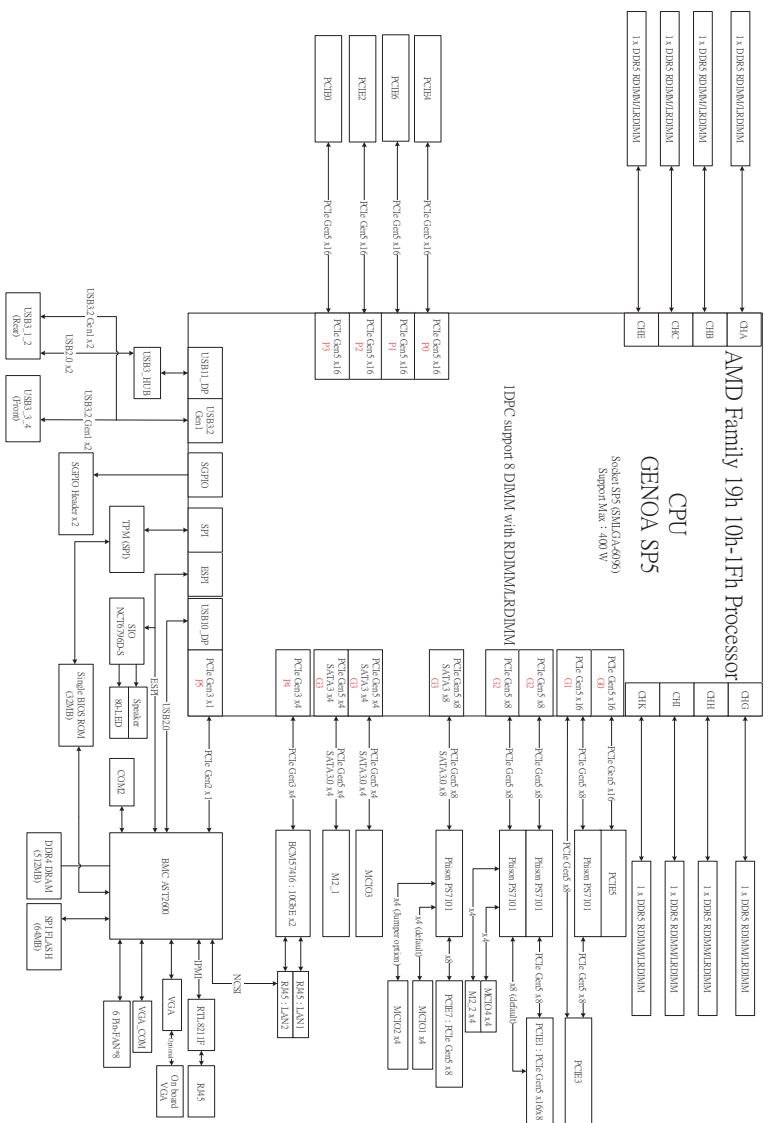 1 x DDR5 RDIMM/LRDIMM
1 x DDR5 RDIMM/LRDIMM
1 x DDR5 RDIMM/LRDIMM
1 x DDR5 RDIMM/LRDIMM
CHA
CHB
CHC
CHE
AMD Family 19h 10h-1Fh Processor
CPU
GENOA SP5
Socket SP5 (SMLGA-6096)
Support Max : 400 W
1DPC support 8 DIMM with RDIMM/LRDIMM
CHG
CHH
CHI
CHK
1 x DDR5 RDIMM/LRDIMM
1 x DDR5 RDIMM/LRDIMM
1 x DDR5 RDIMM/LRDIMM
1 x DDR5 RDIMM/LRDIMM
PCIE4
PCIE6
PCIE2
PCIE0
PCIe Gen5 x16
PCIe Gen5 x16
PCIe Gen5 x16
PCIe Gen5 x16
PCIe Gen5 x16
P0
PCIe Gen5 x16
P1
PCIe Gen5 x16
P2
PCIe Gen5 x16
P3
PCIe Gen5 x16
G0
PCIe Gen5 x16
G1
PCIe Gen5 x16
PCIe Gen5 x8
PCIe Gen5 x8
PCIE5
Phison PS7101
PCIe Gen5 x8
PCIE3
PCIe Gen5 x8
G2
PCIe Gen5 x8
G2
PCIe Gen5 x8
PCIe Gen5 x8
Phison PS7101
Phison PS7101
PCIe Gen5 x8
x8 (default)
PCIE1 : PCIe Gen5 x16/x8
x4
x4
MCIO4 x4
M2_2 x4
PCIe Gen5 x8
SATA3 x8
G3
PCIe Gen5 x8
SATA3.0 x8
Phison PS7101
x8
x4 (default)
x4 (Jumper option)
PCIE7 : PCIe Gen5 x8
MCIO1 x4
MCIO2 x4
PCIe Gen5 x4
SATA3 x4
G3
PCIe Gen5 x4
SATA3.0 x4
MCIO3
PCIe Gen5 x4
SATA3 x4
G3
PCIe Gen5 x4
SATA3.0 x4
M2_1
PCIe Gen3 x4
P4
PCIe Gen3 x4
BCM57416 : 10GbE x2
RJ45 : LAN1
RJ45 : LAN2
NCSI
USB11_DP
USB3.2
Gen1
SGPIO
SPI
ESPI
USB10_DP
PCIe Gen3 x1
P5
PCIe Gen2 x1
USB2.0
ESPI
USB3_HUB
USB3.2 Gen1 x2
USB2.0 x2
USB3.2 Gen1 x2
USB3_1_2
(Rear)
USB3_3_4
(Front)
SGPIO Header x2
TPM (SPI)
SIO
NCT6796D-S
Speaker
80-LED
Single BIOS ROM
(32MB)
COM2
BMC AST2600
DDR4 DRAM
(512MB)
SPI FLASH
(64MB)
IPMI
RTL8211F
RJ45
VGA
Optional
On board
VGA
VGA_COM
6 Pin-FAN*8